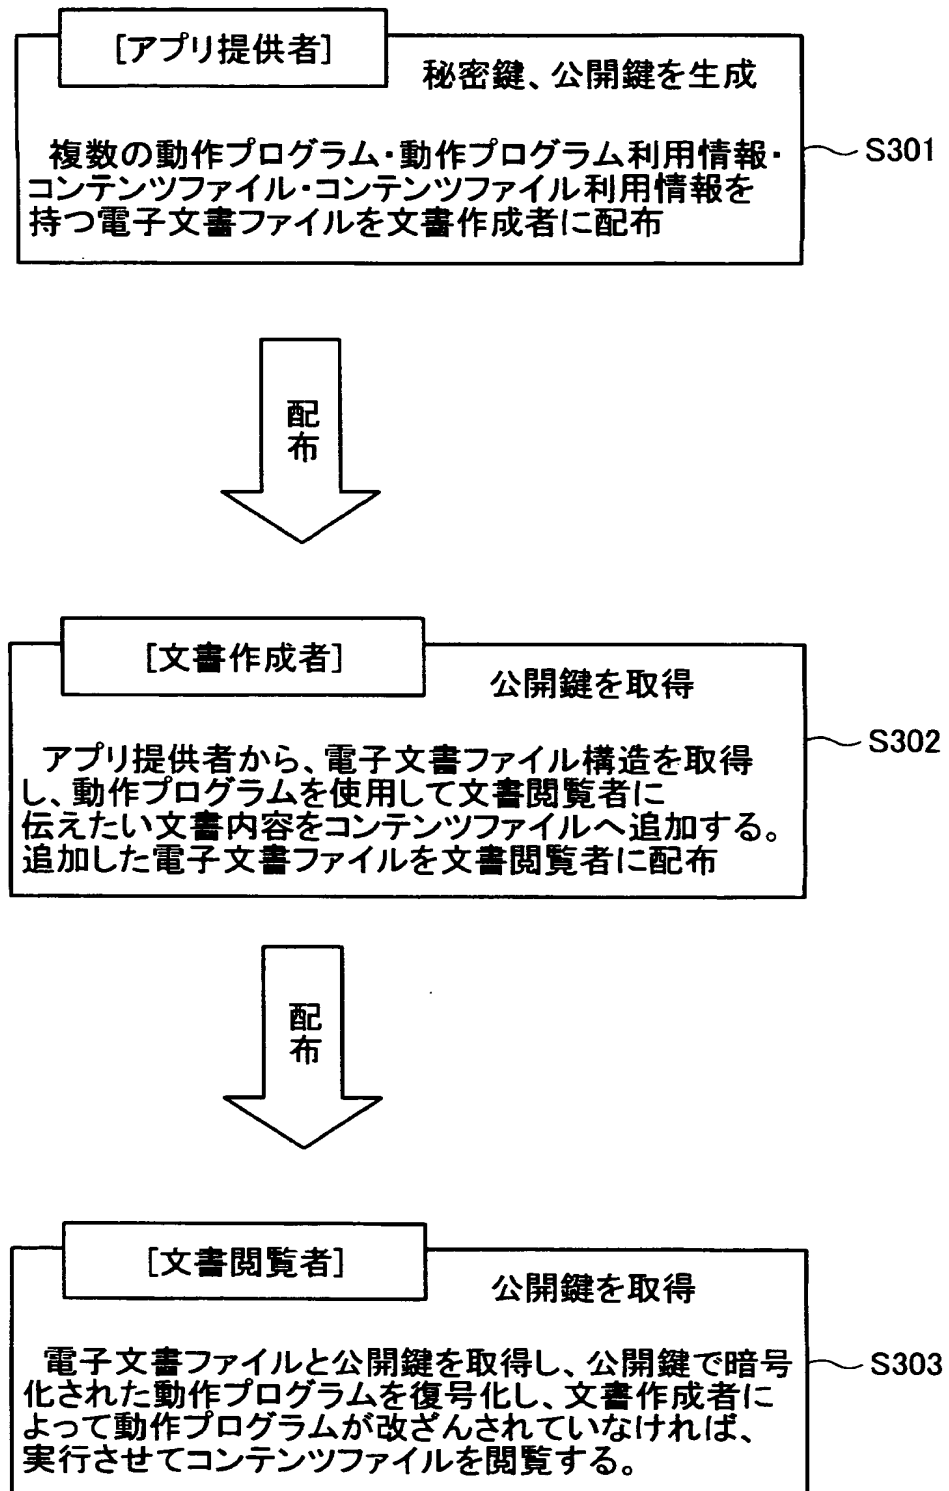 [アプリ提供者]
秘密鍵、公開鍵を生成
複数の動作プログラム・動作プログラム利用情報・
コンテンツファイル・コンテンツファイル利用情報を
持つ電子文書ファイルを文書作成者に配布
S301
配布
[文書作成者]
公開鍵を取得
アプリ提供者から、電子文書ファイル構造を取得
し、動作プログラムを使用して文書閲覧者に
伝えたい文書内容をコンテンツファイルへ追加する。
追加した電子文書ファイルを文書閲覧者に配布
S302
配布
[文書閲覧者]
公開鍵を取得
電子文書ファイルと公開鍵を取得し、公開鍵で暗号
化された動作プログラムを復号化し、文書作成者に
よって動作プログラムが改ざんされていなければ、
実行させてコンテンツファイルを閲覧する。
S303